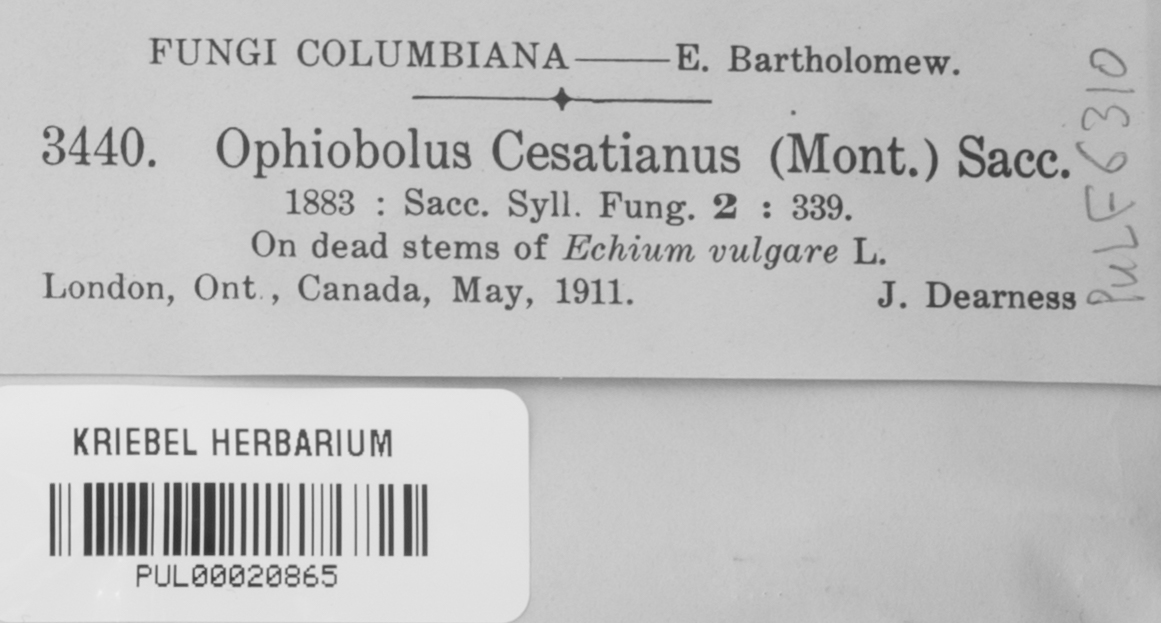 FUNGI COLUMBIANA——E. Bartholomew.
3440. Ophiobolus Cesatianus (Mont.) Sacc.
1883 : Sacc. Syll. Fung. 2 : 339.
On dead stems of Echium vulgare L.
London, Ont., Canada, May, 1911. J. Dearness
PuLF6310
KRIEBEL HERBARIUM
PUL00020865